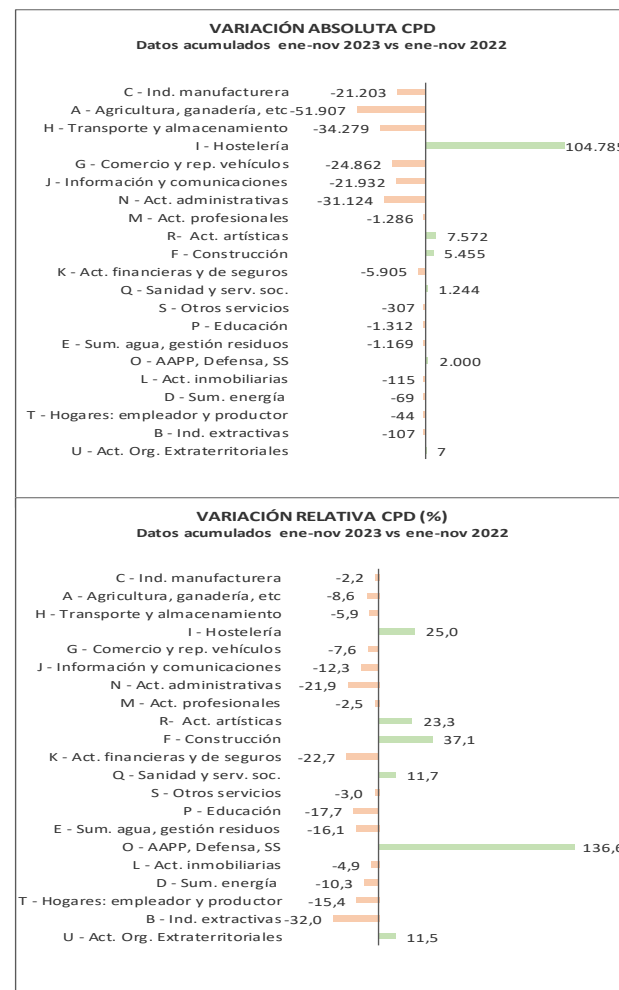 VARIACIÓN ABSOLUTA CPD
Datos acumulados ene-nov 2023 vs ene-nov 2022
C - Ind. manufacturera -21.203
A - Agricultura, ganadería, etc -51.907
H - Transporte y almacenamiento -34.279
I - Hostelería 104.785
G - Comercio y rep. vehículos -24.862
J - Información y comunicaciones -21.932
N - Act. administrativas -31.124
M - Act. profesionales -1.286
R- Act. artísticas 7.572
F - Construcción 5.455
K - Act. financieras y de seguros -5.905
Q - Sanidad y serv. soc. 1.244
S - Otros servicios -307
P - Educación -1.312
E - Sum. agua, gestión residuos -1.169
O - AAPP, Defensa, SS 2.000
L - Act. inmobiliarias -115
D - Sum. energía -69
T - Hogares: empleador y productor -44
B - Ind. extractivas -107
U - Act. Org. Extraterritoriales 7
VARIACIÓN RELATIVA CPD (%)
Datos acumulados ene-nov 2023 vs ene-nov 2022
C - Ind. manufacturera -2,2
A - Agricultura, ganadería, etc -8,6
H - Transporte y almacenamiento -5,9
I - Hostelería 25,0
G - Comercio y rep. vehículos -7,6
J - Información y comunicaciones -12,3
N - Act. administrativas -21,9
M - Act. profesionales -2,5
R- Act. artísticas 23,3
F - Construcción 37,1
K - Act. financieras y de seguros -22,7
Q - Sanidad y serv. soc. 11,7
S - Otros servicios -3,0
P - Educación -17,7
E - Sum. agua, gestión residuos -16,1
O - AAPP, Defensa, SS 136,6
L - Act. inmobiliarias -4,9
D - Sum. energía -10,3
T - Hogares: empleador y productor -15,4
B - Ind. extractivas -32,0
U - Act. Org. Extraterritoriales 11,5